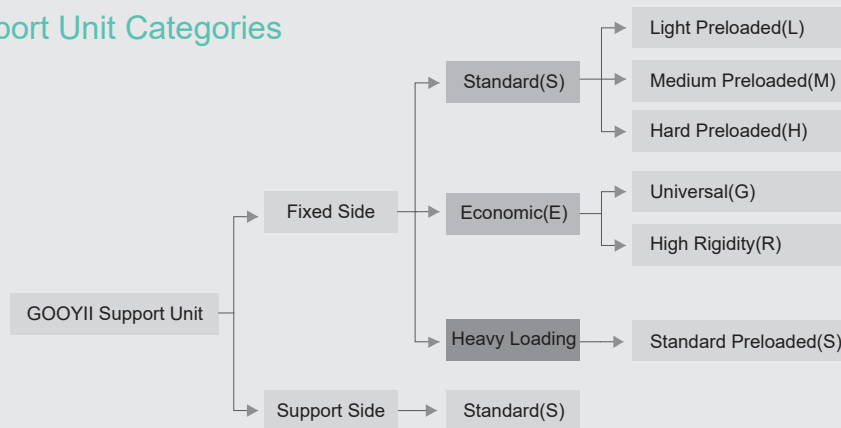 port Unit Categories
Light Preloaded(L)
Standard(S)
Medium Preloaded(M)
Hard Preloaded(H)
Universal(G)
Fixed Side
Economic(E)
High Rigidity(R)
GOOYII Support Unit
Heavy Loading
Standard Preloaded(S)
Support Side
Standard(S)